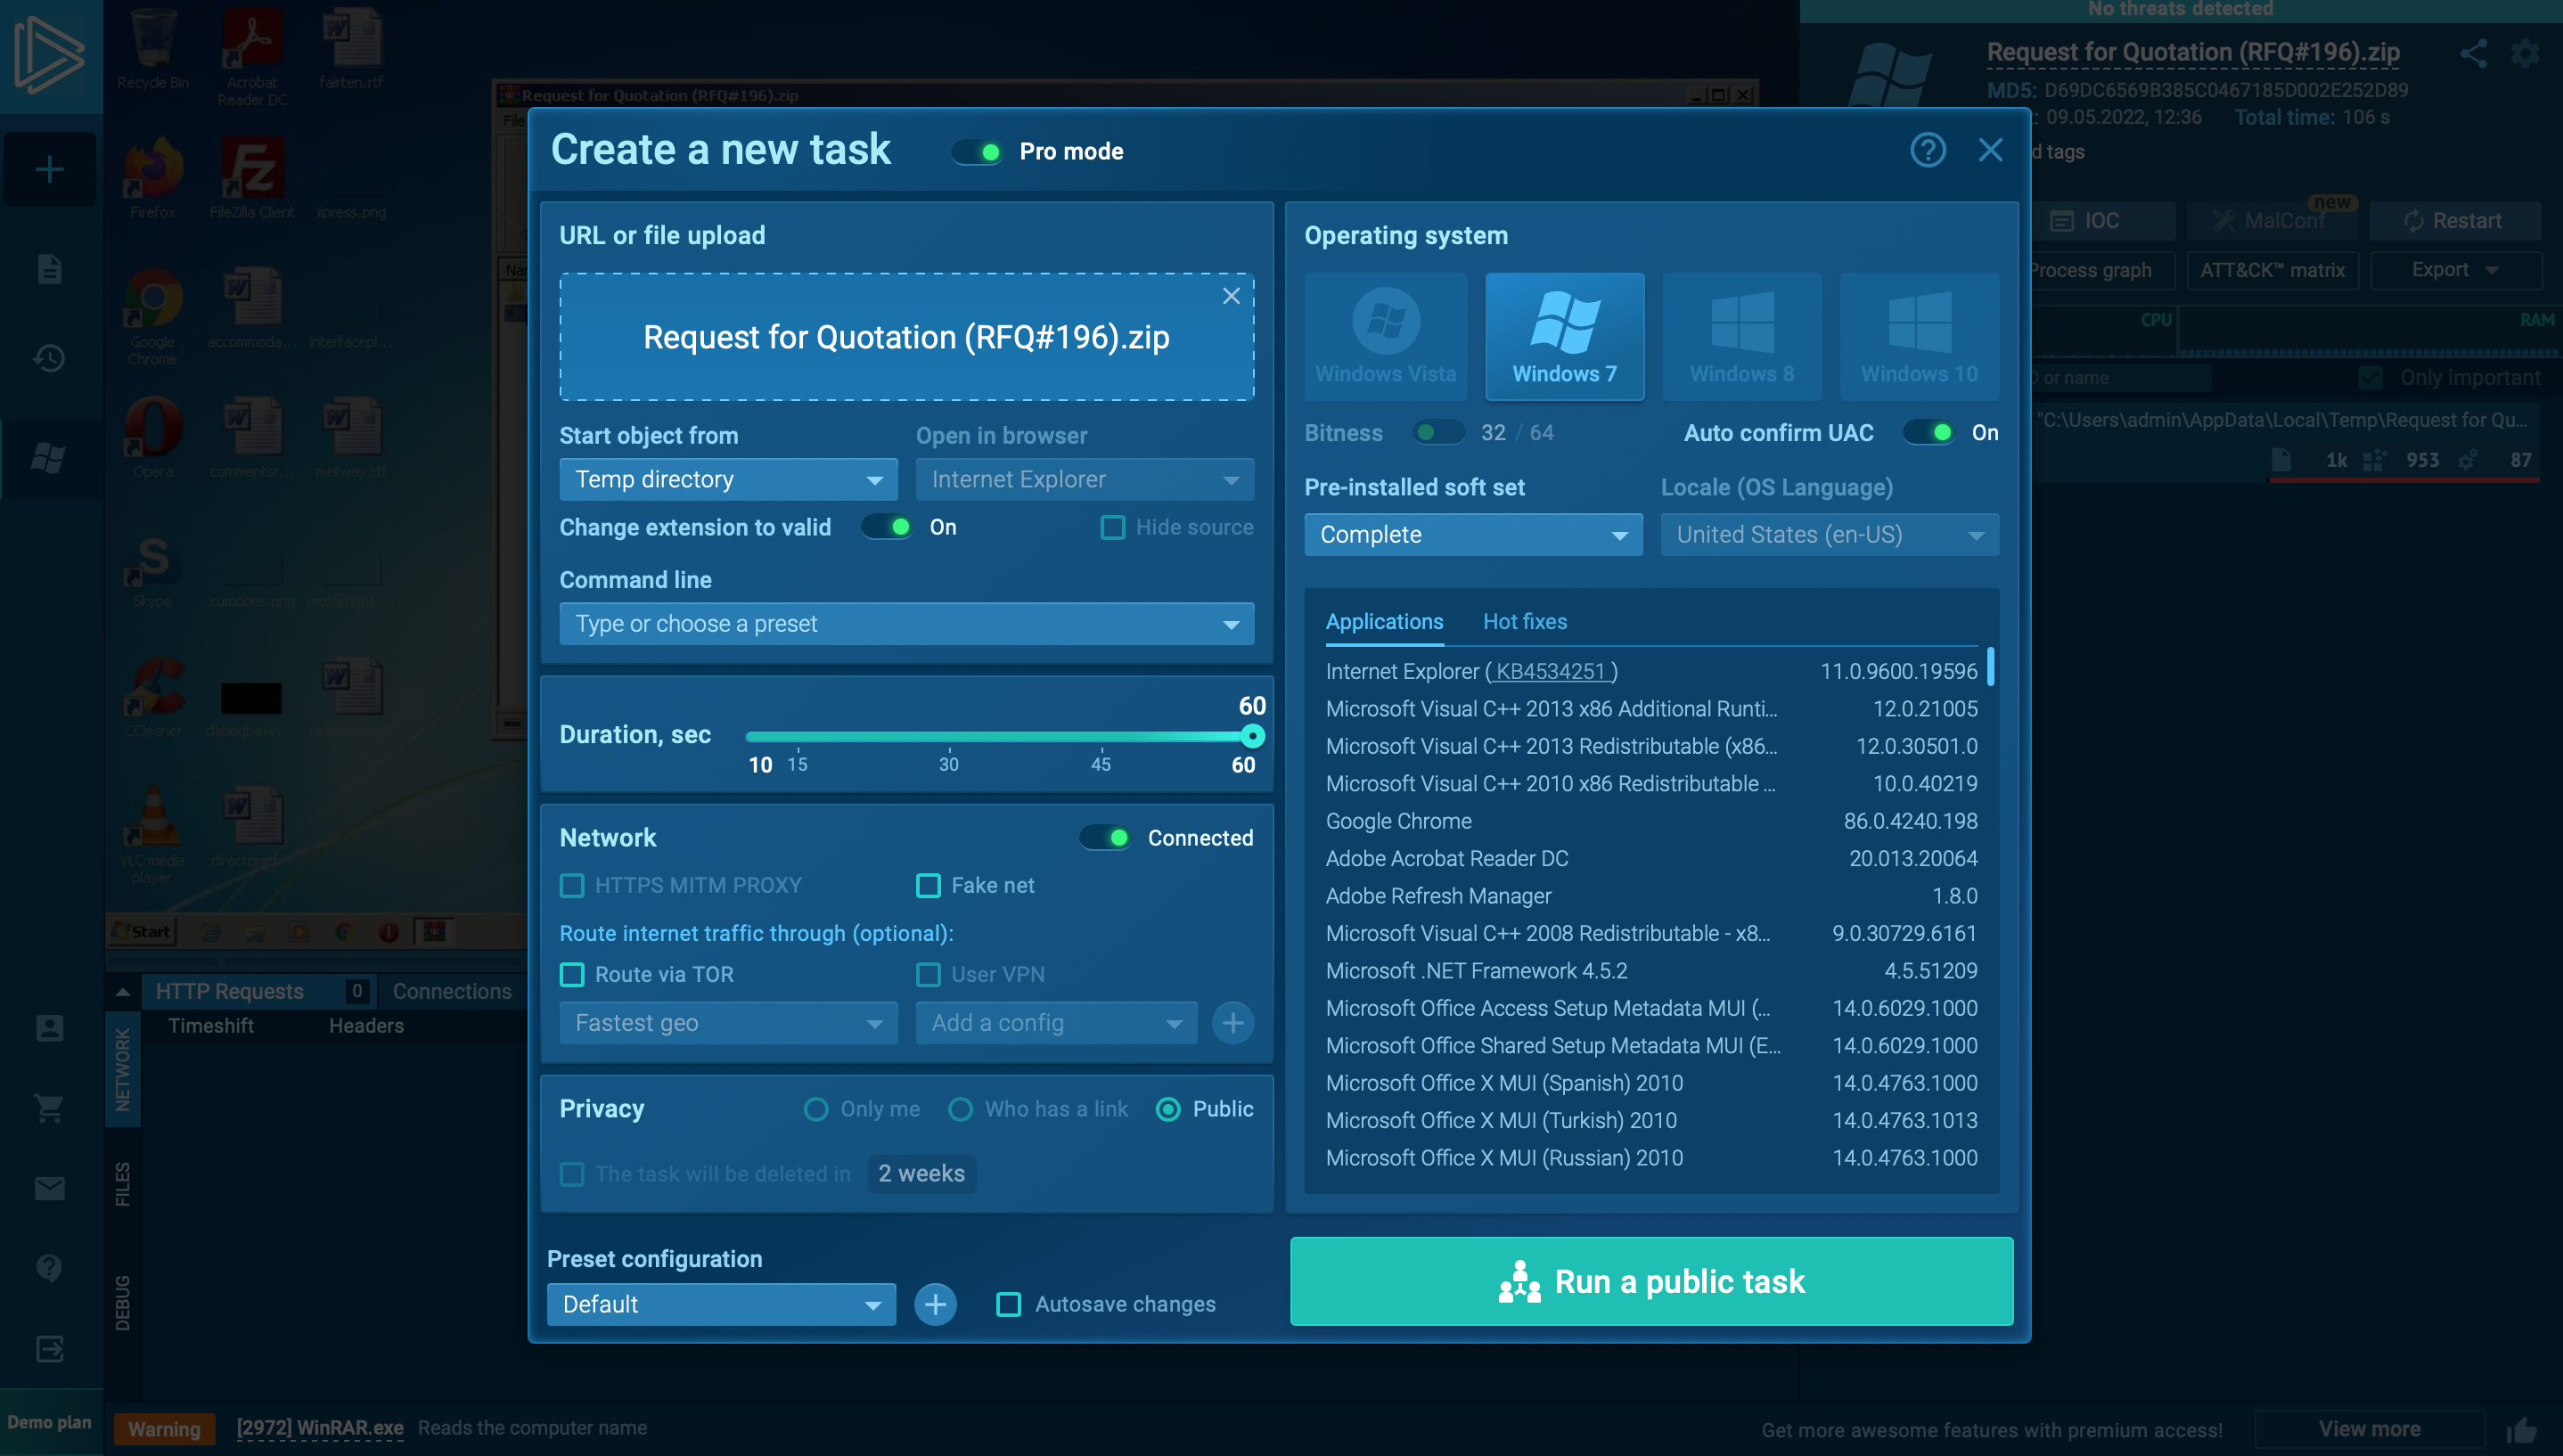 No threats detected
Recycle Bin
Acrobat Reader DC
fairten.rtf
Request for Quotation (RFQ#196).zip
Request for Quotation (RFQ#196).zip
MD5: D69DC6569B385C0467185D002E252D89
09.05.2022, 12:36 Total time: 106 s
d tags
File
Firefox
FileZilla Client
iipress.png
new
IOC
MalConf
Restart
Process graph
ATT&CK™ matrix
Export
CPU
RAM
or name
Only important
"C:\Users\admin\AppData\Local\Temp\Request for Qu...
1k
953
87
Google Chrome
accommoda...
interfacepl...
Opera
commentsr...
metway.rtf
Skype
cumdoes.png
CCleaner
VLC media player
Start
Create a new task
Pro mode
URL or file upload
Request for Quotation (RFQ#196).zip
Start object from
Open in browser
Temp directory
Internet Explorer
Change extension to valid
On
Hide source
Command line
Type or choose a preset
Duration, sec
60
10
15
30
45
60
Network
Connected
HTTPS MITM PROXY
Fake net
Route internet traffic through (optional):
Route via TOR
User VPN
Fastest geo
Add a config
Privacy
Only me
Who has a link
Public
The task will be deleted in
2 weeks
Preset configuration
Default
Autosave changes
Operating system
Windows Vista
Windows 7
Windows 8
Windows 10
Bitness
32 / 64
Auto confirm UAC
On
Pre-installed soft set
Locale (OS Language)
Complete
United States (en-US)
Applications
Hot fixes
Internet Explorer ( KB4534251 ) 11.0.9600.19596
Microsoft Visual C++ 2013 x86 Additional Runti... 12.0.21005
Microsoft Visual C++ 2013 Redistributable (x86... 12.0.30501.0
Microsoft Visual C++ 2010 x86 Redistributable ... 10.0.40219
Google Chrome 86.0.4240.198
Adobe Acrobat Reader DC 20.013.20064
Adobe Refresh Manager 1.8.0
Microsoft Visual C++ 2008 Redistributable - x8... 9.0.30729.6161
Microsoft .NET Framework 4.5.2 4.5.51209
Microsoft Office Access Setup Metadata MUI (... 14.0.6029.1000
Microsoft Office Shared Setup Metadata MUI (E... 14.0.6029.1000
Microsoft Office X MUI (Spanish) 2010 14.0.4763.1000
Microsoft Office X MUI (Turkish) 2010 14.0.4763.1013
Microsoft Office X MUI (Russian) 2010 14.0.4763.1000
Run a public task
HTTP Requests 0
Connections
Timeshift
Headers
NETWORK
FILES
DEBUG
Demo plan
Warning
[2972] WinRAR.exe Reads the computer name
Get more awesome features with premium access!
View more